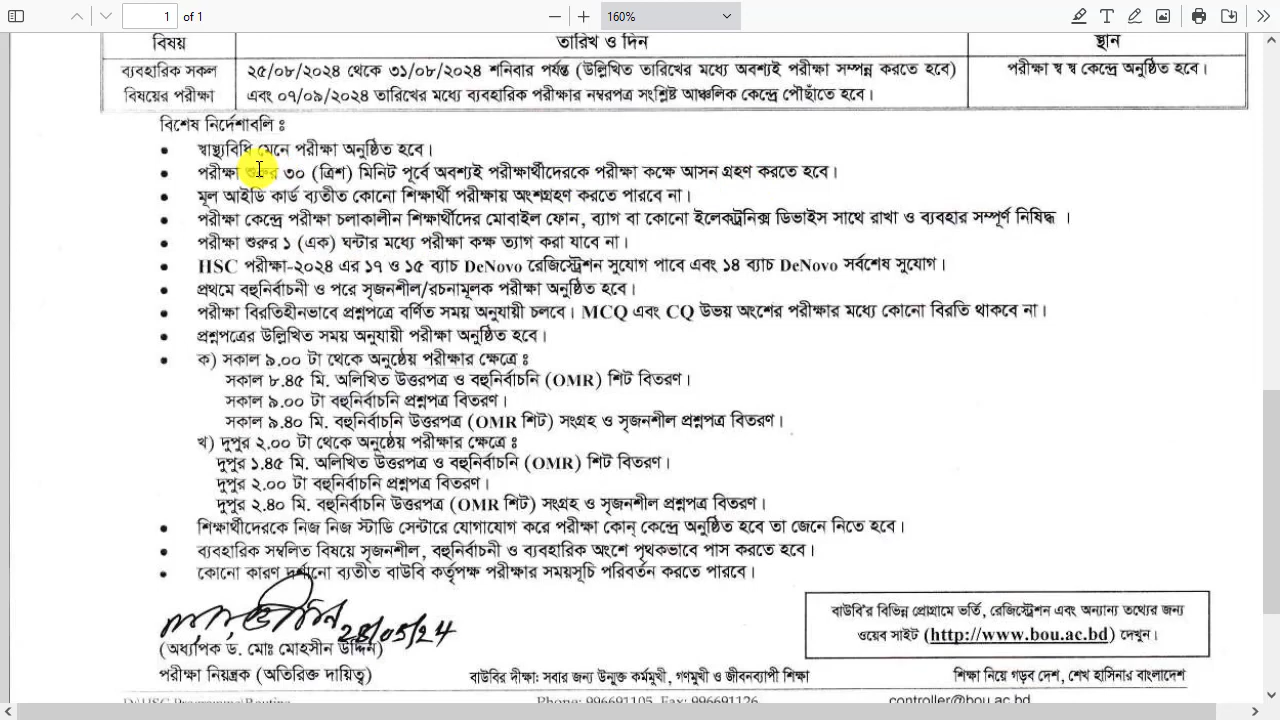 1 of 1
160%
বিষয় তারিখ ও দিন স্থান
ব্যবহারিক সকল বিষয়ের পরীক্ষা ২৫/০৮/২০২৪ থেকে ৩১/০৮/২০২৪ শনিবার পর্যন্ত (উল্লিখিত তারিখের মধ্যে অবশ্যই পরীক্ষা সম্পন্ন করতে হবে) পরীক্ষা স্ব স্ব কেন্দ্রে অনুষ্ঠিত হবে।
এবং ০৭/০৯/২০২৪ তারিখের মধ্যে ব্যবহারিক পরীক্ষার নম্বরপত্র সংশ্লিষ্ট আঞ্চলিক কেন্দ্রে পৌঁছাতে হবে।
বিশেষ নির্দেশাবলি ঃ
• স্বাস্থ্যবিধি মেনে পরীক্ষা অনুষ্ঠিত হবে।
• পরীক্ষা শুরুর ৩০ (ত্রিশ) মিনিট পূর্বে অবশ্যই পরীক্ষার্থীদেরকে পরীক্ষা কক্ষে আসন গ্রহণ করতে হবে।
• মূল আইডি কার্ড ব্যতীত কোনো শিক্ষার্থী পরীক্ষায় অংশগ্রহণ করতে পারবে না।
• পরীক্ষা কেন্দ্রে পরীক্ষা চলাকালীন শিক্ষার্থীদের মোবাইল ফোন, ব্যাগ বা কোনো ইলেকট্রনিক্স ডিভাইস সাথে রাখা ও ব্যবহার সম্পূর্ণ নিষিদ্ধ ।
• পরীক্ষা শুরুর ১ (এক) ঘন্টার মধ্যে পরীক্ষা কক্ষ ত্যাগ করা যাবে না।
• HSC পরীক্ষা-২০২৪ এর ১৭ ও ১৫ ব্যাচ DeNovo রেজিস্ট্রেশন সুযোগ পাবে এবং ১৪ ব্যাচ DeNovo সর্বশেষ সুযোগ।
• প্রথমে বহুনির্বাচনী ও পরে সৃজনশীল/রচনামূলক পরীক্ষা অনুষ্ঠিত হবে।
• পরীক্ষা বিরতিহীনভাবে প্রশ্নপত্রে বর্ণিত সময় অনুযায়ী চলবে। MCQ এবং CQ উভয় অংশের পরীক্ষার মধ্যে কোনো বিরতি থাকবে না।
• প্রশ্নপত্রের উল্লিখিত সময় অনুযায়ী পরীক্ষা অনুষ্ঠিত হবে।
• ক) সকাল ৯.০০ টা থেকে অনুষ্ঠেয় পরীক্ষার ক্ষেত্রে ঃ
সকাল ৮.৪৫ মি. অলিখিত উত্তরপত্র ও বহুনির্বাচনি (OMR) শিট বিতরণ।
সকাল ৯.০০ টা বহুনির্বাচনি প্রশ্নপত্র বিতরণ।
সকাল ৯.৪০ মি. বহুনির্বাচনি উত্তরপত্র (OMR শিট) সংগ্রহ ও সৃজনশীল প্রশ্নপত্র বিতরণ।
খ) দুপুর ২.০০ টা থেকে অনুষ্ঠেয় পরীক্ষার ক্ষেত্রে ঃ
দুপুর ১.৪৫ মি. অলিখিত উত্তরপত্র ও বহুনির্বাচনি (OMR) শিট বিতরণ।
দুপুর ২.০০ টা বহুনির্বাচনি প্রশ্নপত্র বিতরণ।
দুপুর ২.৪০ মি. বহুনির্বাচনি উত্তরপত্র (OMR শিট) সংগ্রহ ও সৃজনশীল প্রশ্নপত্র বিতরণ।
• শিক্ষার্থীদেরকে নিজ নিজ স্টাডি সেন্টারে যোগাযোগ করে পরীক্ষা কোন্ কেন্দ্রে অনুষ্ঠিত হবে তা জেনে নিতে হবে।
• ব্যবহারিক সম্বলিত বিষয়ে সৃজনশীল, বহুনির্বাচনী ও ব্যবহারিক অংশে পৃথকভাবে পাস করতে হবে।
• কোনো কারণ দর্শানো ব্যতীত বাউবি কর্তৃপক্ষ পরীক্ষার সময়সূচি পরিবর্তন করতে পারবে।
(অধ্যাপক ড. মোঃ মোহসীন উদ্দিন)
পরীক্ষা নিয়ন্ত্রক (অতিরিক্ত দায়িত্ব)
বাউবি'র বিভিন্ন প্রোগ্রামে ভর্তি, রেজিস্ট্রেশন এবং অন্যান্য তথ্যের জন্য
ওয়েব সাইট (http://www.bou.ac.bd) দেখুন।
বাউবির দীক্ষা: সবার জন্য উন্মুক্ত কর্মমুখী, গণমুখী ও জীবনব্যাপী শিক্ষা শিক্ষা নিয়ে গড়ব দেশ, শেখ হাসিনার বাংলাদেশ
Phone: 996691105, Fax: 996691126 controller@bou.ac.bd